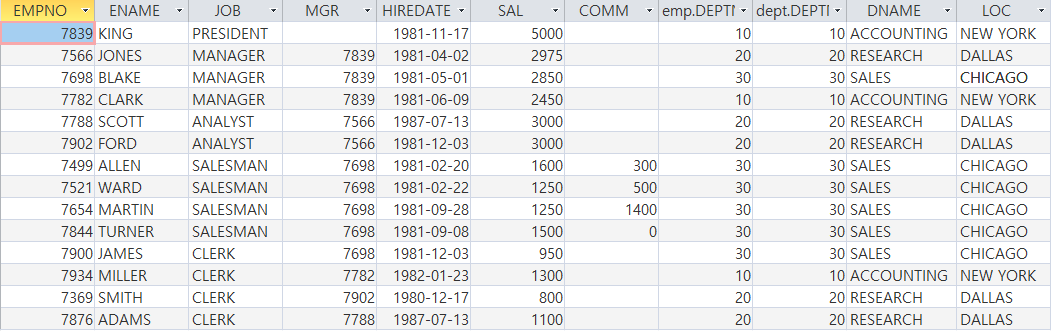 EMPNO ENAME JOB MGR HIREDATE SAL COMM emp.DEPTN dept.DEPTI DNAME LOC
7839 KING PRESIDENT 1981-11-17 5000 10 10 ACCOUNTING NEW YORK
7566 JONES MANAGER 7839 1981-04-02 2975 20 20 RESEARCH DALLAS
7698 BLAKE MANAGER 7839 1981-05-01 2850 30 30 SALES CHICAGO
7782 CLARK MANAGER 7839 1981-06-09 2450 10 10 ACCOUNTING NEW YORK
7788 SCOTT ANALYST 7566 1987-07-13 3000 20 20 RESEARCH DALLAS
7902 FORD ANALYST 7566 1981-12-03 3000 20 20 RESEARCH DALLAS
7499 ALLEN SALESMAN 7698 1981-02-20 1600 300 30 30 SALES CHICAGO
7521 WARD SALESMAN 7698 1981-02-22 1250 500 30 30 SALES CHICAGO
7654 MARTIN SALESMAN 7698 1981-09-28 1250 1400 30 30 SALES CHICAGO
7844 TURNER SALESMAN 7698 1981-09-08 1500 0 30 30 SALES CHICAGO
7900 JAMES CLERK 7698 1981-12-03 950 30 30 SALES CHICAGO
7934 MILLER CLERK 7782 1982-01-23 1300 10 10 ACCOUNTING NEW YORK
7369 SMITH CLERK 7902 1980-12-17 800 20 20 RESEARCH DALLAS
7876 ADAMS CLERK 7788 1987-07-13 1100 20 20 RESEARCH DALLAS